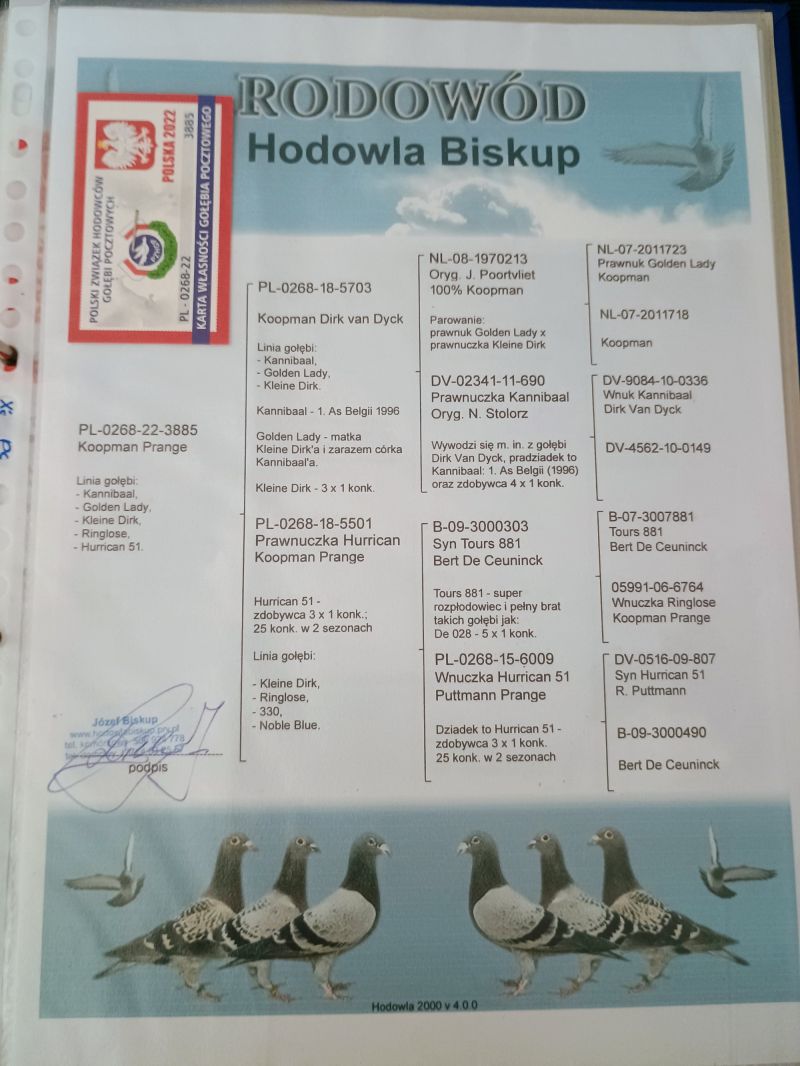 RODOWÓD
Hodowla Biskup
POLSKI ZWIĄZEK HODOWCÓW
GOŁĘBI POCZTOWYCH
POLSKA 2022
PL - 0268-22
3885
KARTA WŁASNOŚCI GOŁĘBIA POCZTOWEGO
PL-0268-22-3885
Koopman Prange
Linia gołębi:
- Kannibaal,
- Golden Lady,
- Kleine Dirk,
- Ringlose,
- Hurrican 51.
PL-0268-18-5703
Koopman Dirk van Dyck
Linia gołębi:
- Kannibaal,
- Golden Lady,
- Kleine Dirk.
Kannibaal - 1. As Belgii 1996
Golden Lady - matka
Kleine Dirk'a i zarazem córka
Kannibaal'a.
Kleine Dirk - 3 x 1 konk.
PL-0268-18-5501
Prawnuczka Hurrican
Koopman Prange
Hurrican 51 -
zdobywca 3 x 1 konk.;
25 konk. w 2 sezonach
Linia gołębi:
- Kleine Dirk,
- Ringlose,
- 330,
- Noble Blue.
NL-08-1970213
Oryg. J. Poortvliet
100% Koopman
Parowanie:
prawnuk Golden Lady x
prawnuczka Kleine Dirk
DV-02341-11-690
Prawnuczka Kannibaal
Oryg. N. Stolorz
Wywodzi się m. in. z gołębi
Dirk Van Dyck, pradziadek to
Kannibaal: 1. As Belgii (1996)
oraz zdobywca 4 x 1 konk.
B-09-3000303
Syn Tours 881
Bert De Ceuninck
Tours 881 - super
rozpłodowiec i pełny brat
takich gołębi jak:
De 028 - 5 x 1 konk.
PL-0268-15-6009
Wnuczka Hurrican 51
Puttmann Prange
Dziadek to Hurrican 51 -
zdobywca 3 x 1 konk.
25 konk. w 2 sezonach
NL-07-2011723
Prawnuk Golden Lady
Koopman
NL-07-2011718
Koopman
DV-9084-10-0336
Wnuk Kannibaal
Dirk Van Dyck
DV-4562-10-0149
B-07-3007881
Tours 881
Bert De Ceuninck
05991-06-6764
Wnuczka Ringlose
Koopman Prange
DV-0516-09-807
Syn Hurrican 51
R. Puttmann
B-09-3000490
Bert De Ceuninck
Józef Biskup
podpis
Hodowla 2000 v 4.0.0